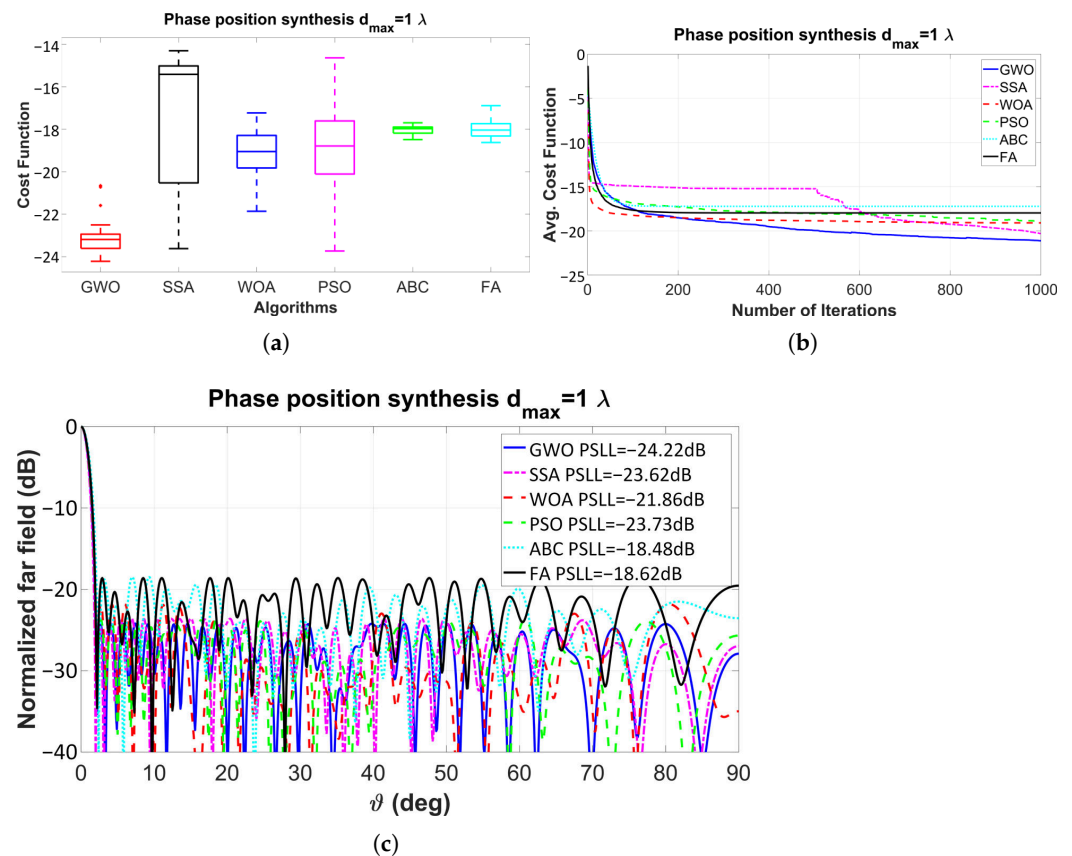 Phase position synthesis d_max=1 λ
Cost Function
−14
−16
−18
−20
−22
−24
GWO SSA WOA PSO ABC FA
Algorithms
(a)
Phase position synthesis d_max=1 λ
Avg. Cost Function
0
−5
−10
−15
−20
−25
0 200 400 600 800 1000
Number of Iterations
GWO
SSA
WOA
PSO
ABC
FA
(b)
Phase position synthesis d_max=1 λ
Normalized far field (dB)
0
−10
−20
−30
−40
0 10 20 30 40 50 60 70 80 90
ϑ (deg)
GWO PSLL=−24.22dB
SSA PSLL=−23.62dB
WOA PSLL=−21.86dB
PSO PSLL=−23.73dB
ABC PSLL=−18.48dB
FA PSLL=−18.62dB
(c)